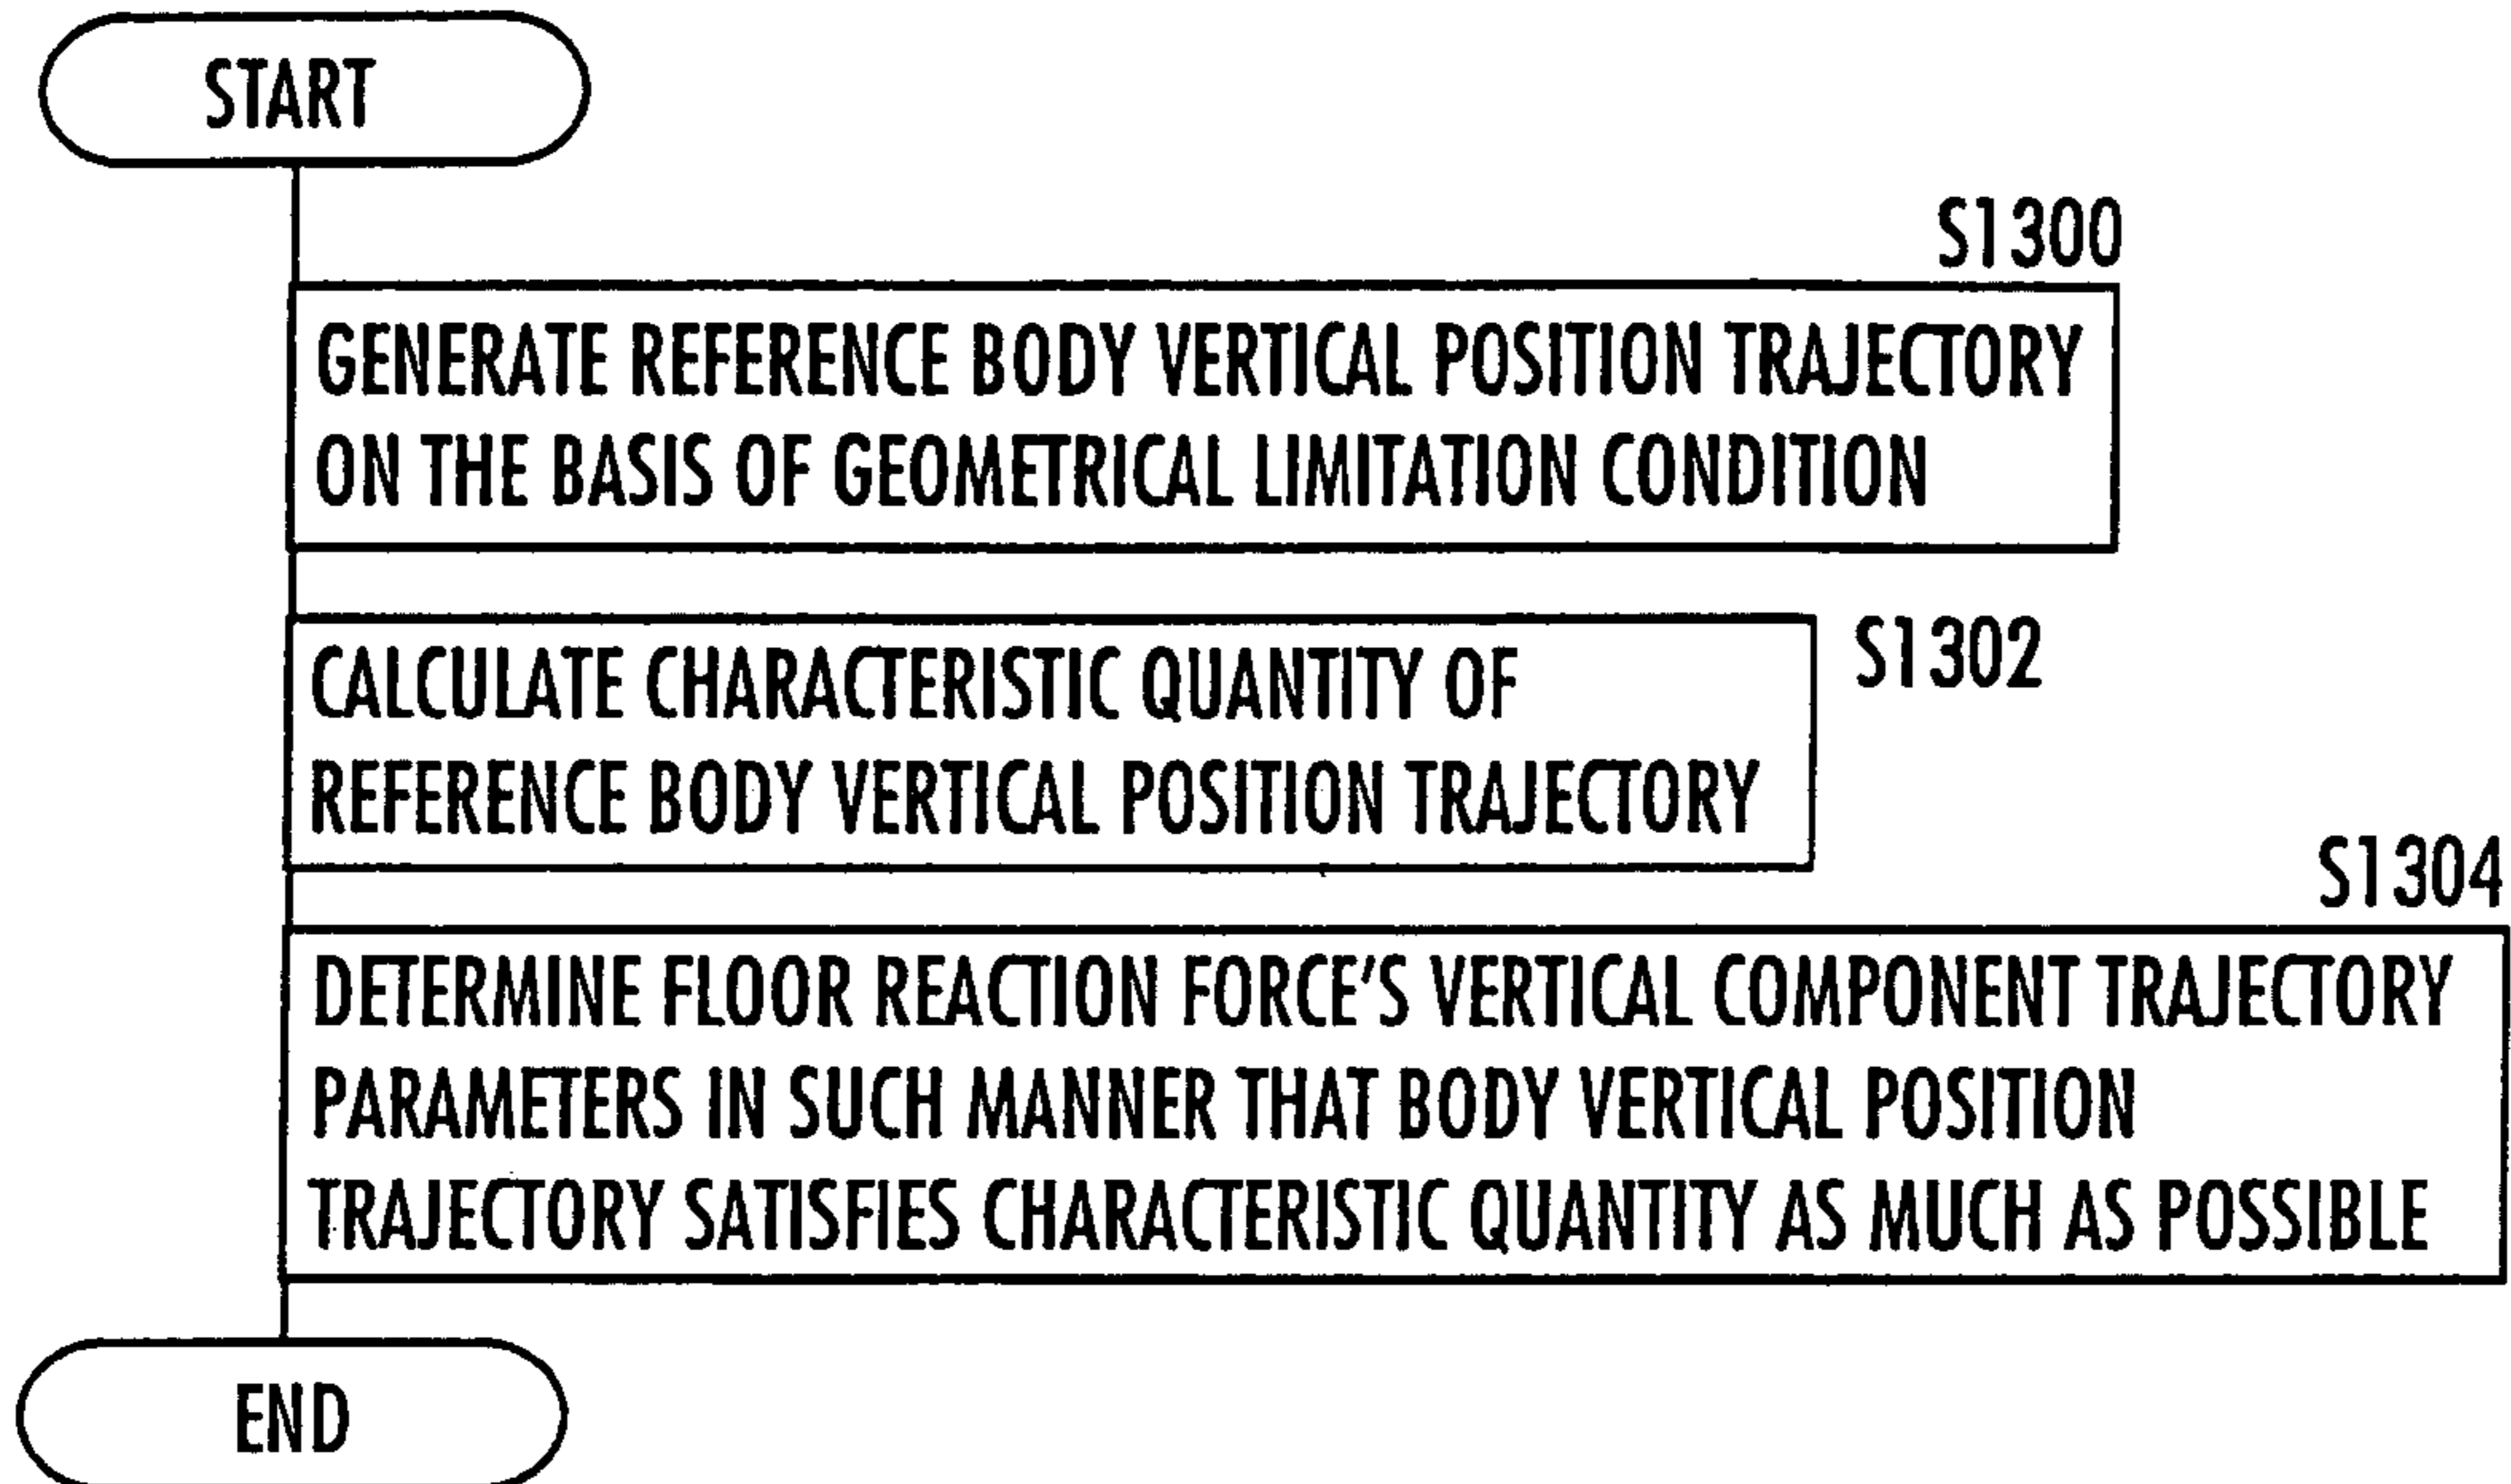 START
S1300
GENERATE REFERENCE BODY VERTICAL POSITION TRAJECTORY
ON THE BASIS OF GEOMETRICAL LIMITATION CONDITION
S1302
CALCULATE CHARACTERISTIC QUANTITY OF
REFERENCE BODY VERTICAL POSITION TRAJECTORY
S1304
DETERMINE FLOOR REACTION FORCE'S VERTICAL COMPONENT TRAJECTORY
PARAMETERS IN SUCH MANNER THAT BODY VERTICAL POSITION
TRAJECTORY SATISFIES CHARACTERISTIC QUANTITY AS MUCH AS POSSIBLE
END